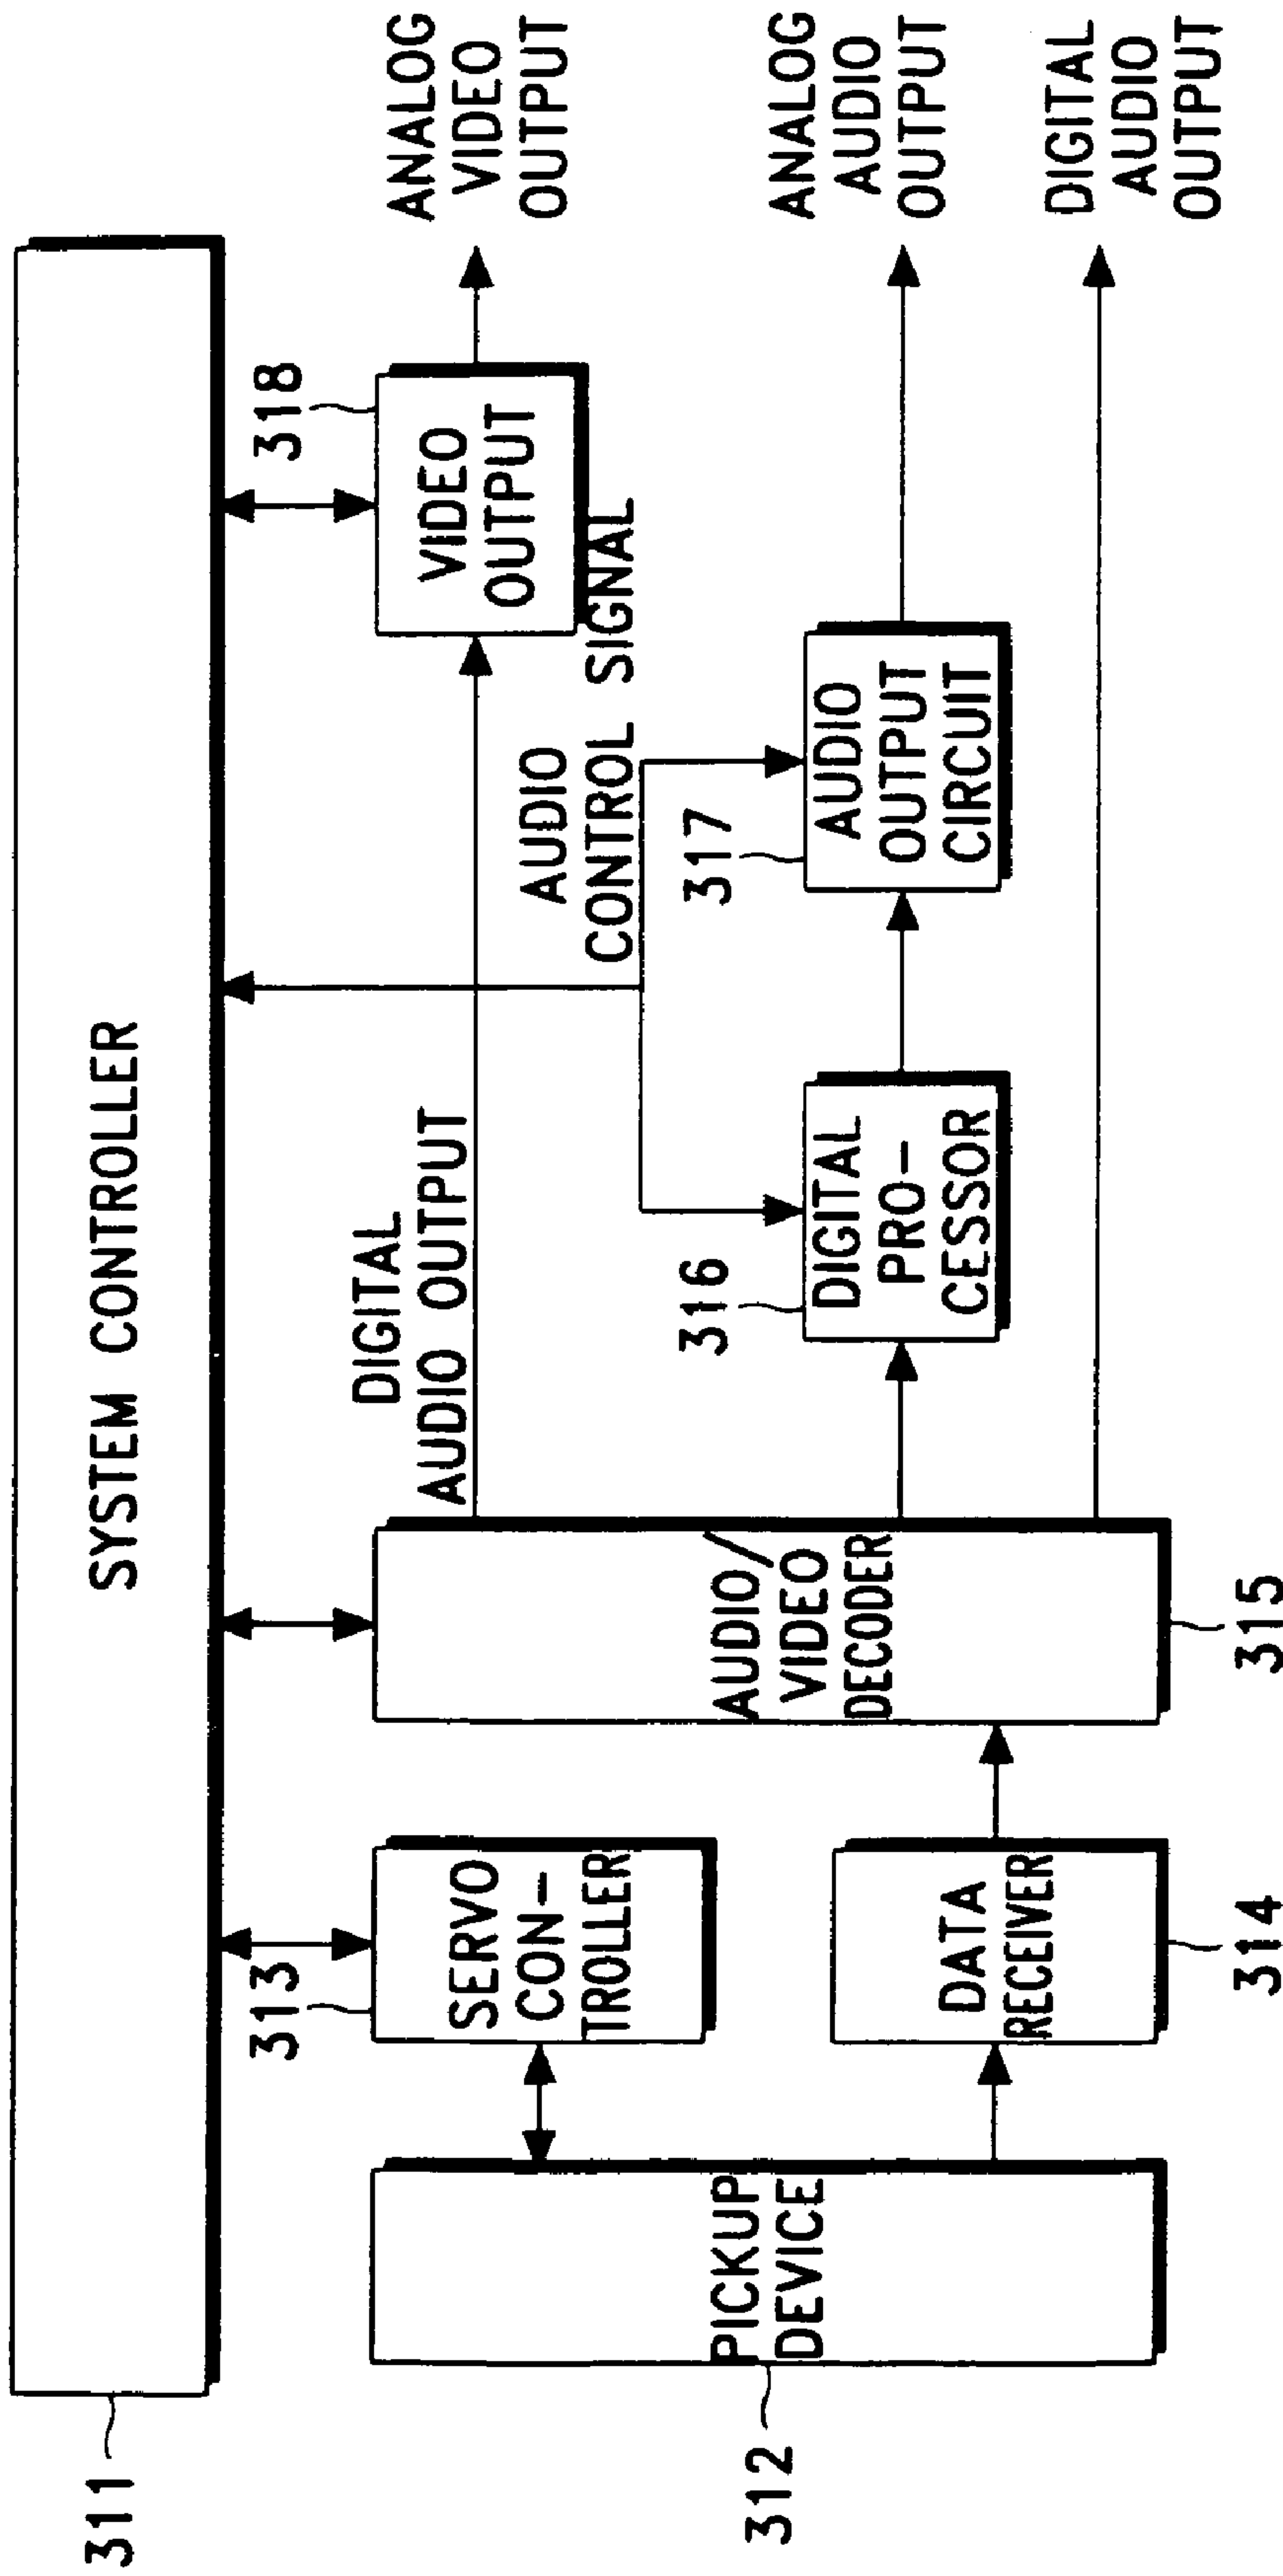 311
SYSTEM CONTROLLER
313
318
DIGITAL
AUDIO OUTPUT
ANALOG
VIDEO
OUTPUT
VIDEO
OUTPUT
SERVO
CON-
TROLLER
AUDIO
CONTROL SIGNAL
312
PICKUP
DEVICE
AUDIO/
VIDEO
DECODER
316
317
DIGITAL
PRO-
CESSOR
AUDIO
OUTPUT
CIRCUIT
ANALOG
AUDIO
OUTPUT
DATA
RECEIVER
DIGITAL
AUDIO
OUTPUT
314
315